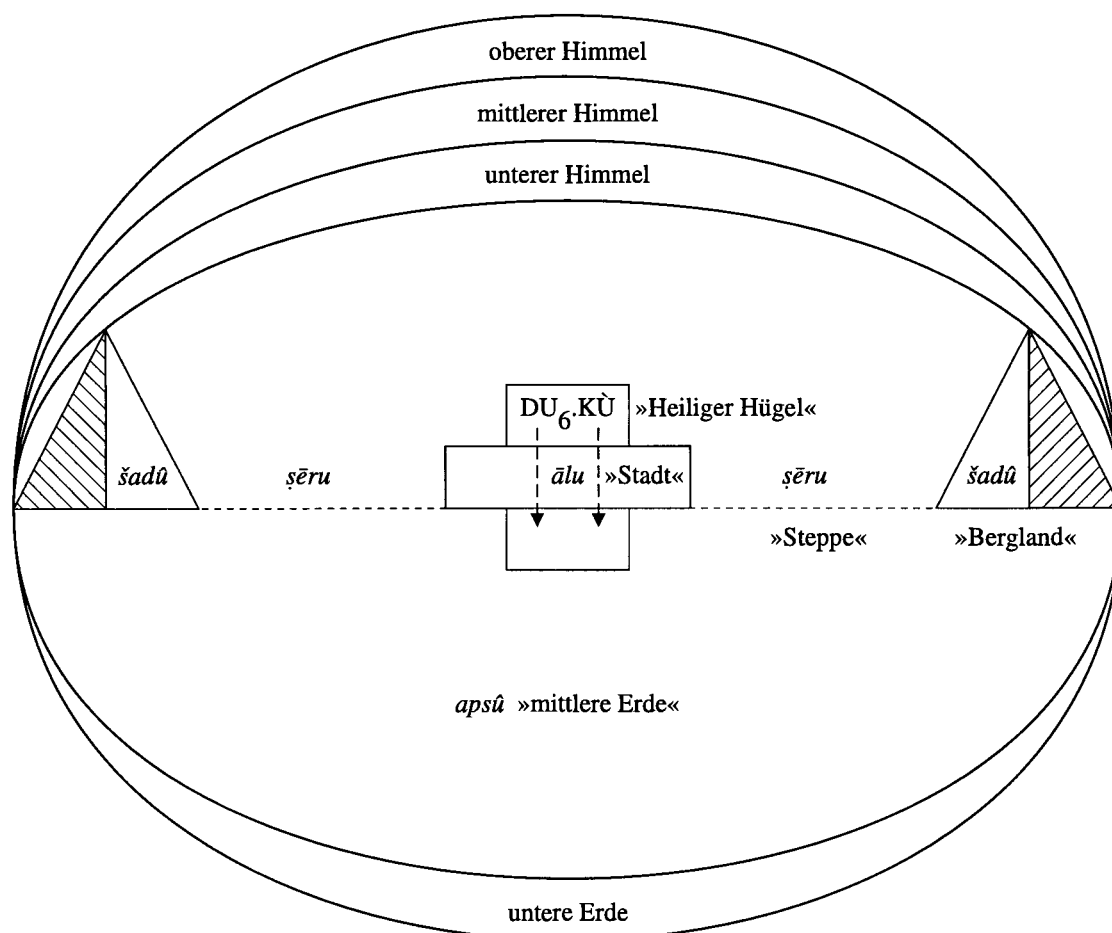 oberer Himmel
mittlerer Himmel
unterer Himmel
DU₆.KÙ »Heiliger Hügel«
šadû ṣēru ālu »Stadt« ṣēru šadû
»Steppe« »Bergland«
apsû »mittlere Erde«
untere Erde